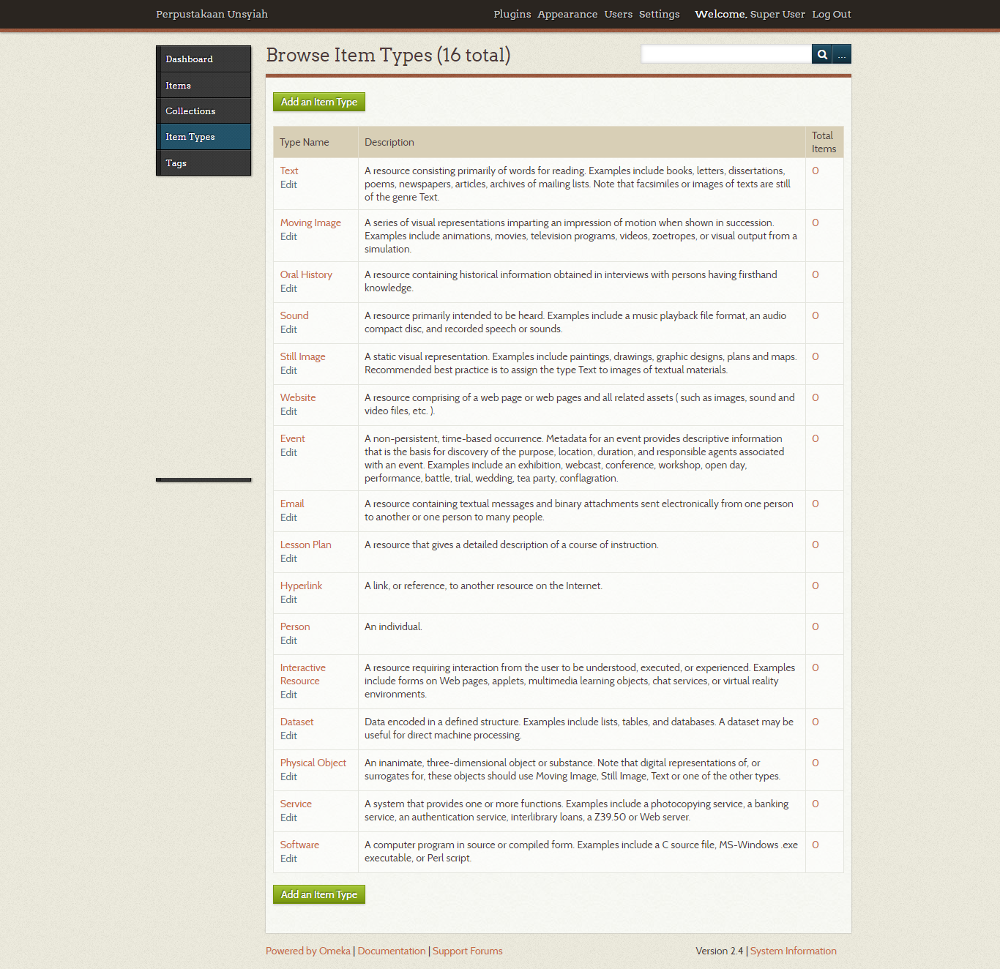 Perpustakaan Unsyiah
Plugins Appearance Users Settings Welcome, Super User Log Out
Dashboard
Items
Collections
Item Types
Tags
Browse Item Types (16 total)
...
Add an Item Type
Type Name Description Total Items
Text
Edit
A resource consisting primarily of words for reading. Examples include books, letters, dissertations,
poems, newspapers, articles, archives of mailing lists. Note that facsimiles or images of texts are still
of the genre Text.
0
Moving Image
Edit
A series of visual representations imparting an impression of motion when shown in succession.
Examples include animations, movies, television programs, videos, zoetropes, or visual output from a
simulation.
0
Oral History
Edit
A resource containing historical information obtained in interviews with persons having firsthand
knowledge.
0
Sound
Edit
A resource primarily intended to be heard. Examples include a music playback file format, an audio
compact disc, and recorded speech or sounds.
0
Still Image
Edit
A static visual representation. Examples include paintings, drawings, graphic designs, plans and maps.
Recommended best practice is to assign the type Text to images of textual materials.
0
Website
Edit
A resource comprising of a web page or web pages and all related assets ( such as images, sound and
video files, etc. ).
0
Event
Edit
A non-persistent, time-based occurrence. Metadata for an event provides descriptive information
that is the basis for discovery of the purpose, location, duration, and responsible agents associated
with an event. Examples include an exhibition, webcast, conference, workshop, open day,
performance, battle, trial, wedding, tea party, conflagration.
0
Email
Edit
A resource containing textual messages and binary attachments sent electronically from one person
to another or one person to many people.
0
Lesson Plan
Edit
A resource that gives a detailed description of a course of instruction.
0
Hyperlink
Edit
A link, or reference, to another resource on the Internet.
0
Person
Edit
An individual.
0
Interactive
Resource
Edit
A resource requiring interaction from the user to be understood, executed, or experienced. Examples
include forms on Web pages, applets, multimedia learning objects, chat services, or virtual reality
environments.
0
Dataset
Edit
Data encoded in a defined structure. Examples include lists, tables, and databases. A dataset may be
useful for direct machine processing.
0
Physical Object
Edit
An inanimate, three-dimensional object or substance. Note that digital representations of, or
surrogates for, these objects should use Moving Image, Still Image, Text or one of the other types.
0
Service
Edit
A system that provides one or more functions. Examples include a photocopying service, a banking
service, an authentication service, interlibrary loans, a Z39.50 or Web server.
0
Software
Edit
A computer program in source or compiled form. Examples include a C source file, MS-Windows .exe
executable, or Perl script.
0
Add an Item Type
Powered by Omeka | Documentation | Support Forums
Version 2.4 | System Information